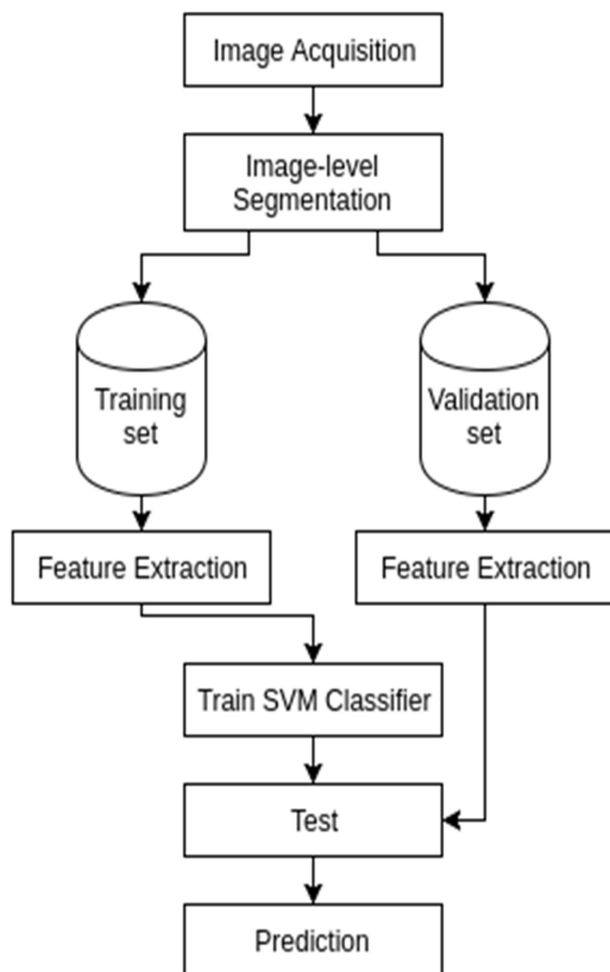 Image Acquisition
Image-level
Segmentation
Training
set
Validation
set
Feature Extraction
Feature Extraction
Train SVM Classifier
Test
Prediction